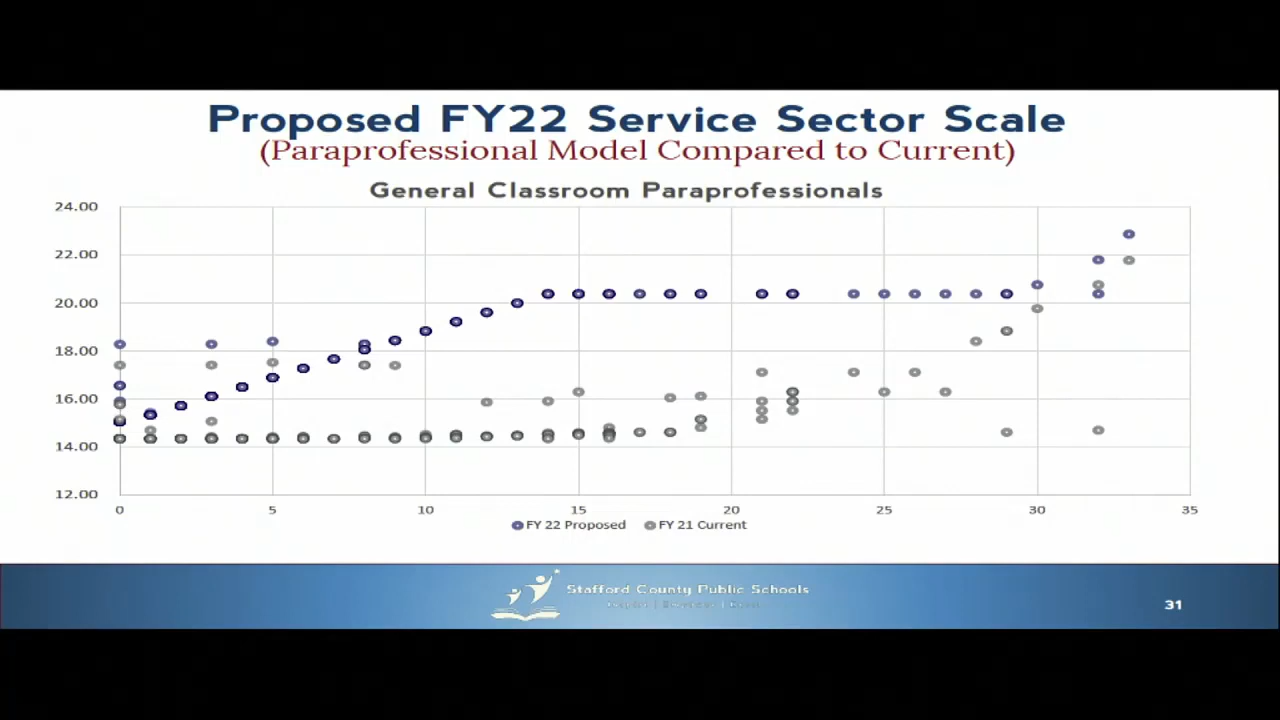 Proposed FY22 Service Sector Scale
(Paraprofessional Model Compared to Current)
General Classroom Paraprofessionals
24.00
22.00
20.00
18.00
16.00
14.00
12.00
0 5 10 15 20 25 30 35
FY 22 Proposed FY 21 Current
Stafford County Public Schools
31